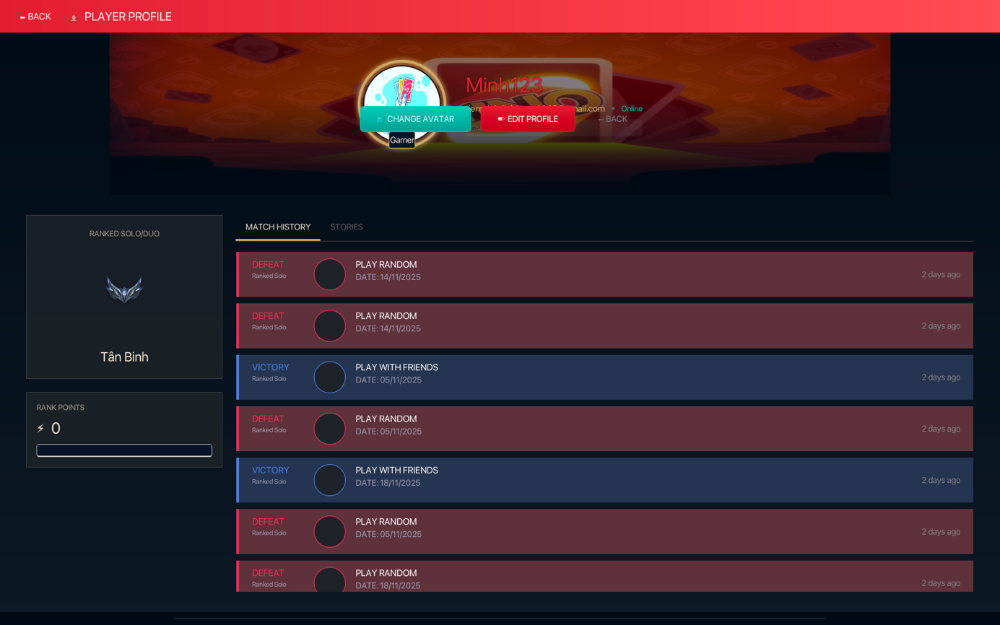 ⬅ BACK
PLAYER PROFILE
Minh123
mail.com
Online
CHANGE AVATAR
EDIT PROFILE
↩ BACK
Gamer
RANKED SOLO/DUO
Tân Binh
RANK POINTS
⚡ 0
MATCH HISTORY
STORIES
DEFEAT
Ranked Solo
PLAY RANDOM
DATE: 14/11/2025
2 days ago
DEFEAT
Ranked Solo
PLAY RANDOM
DATE: 14/11/2025
2 days ago
VICTORY
Ranked Solo
PLAY WITH FRIENDS
DATE: 05/11/2025
2 days ago
DEFEAT
Ranked Solo
PLAY RANDOM
DATE: 05/11/2025
2 days ago
VICTORY
Ranked Solo
PLAY WITH FRIENDS
DATE: 18/11/2025
2 days ago
DEFEAT
Ranked Solo
PLAY RANDOM
DATE: 05/11/2025
2 days ago
DEFEAT
Ranked Solo
PLAY RANDOM
DATE: 18/11/2025
2 days ago